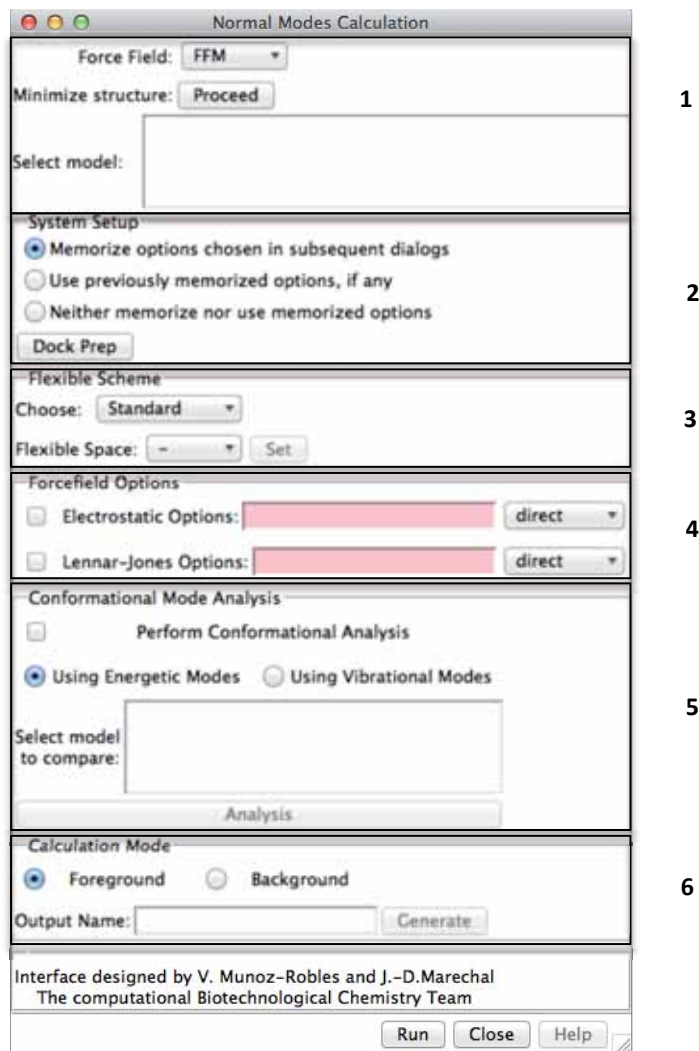 Normal Modes Calculation
Force Field: FFM
Minimize structure: Proceed
1
Select model:
System Setup
Memorize options chosen in subsequent dialogs
Use previously memorized options, if any
2
Neither memorize nor use memorized options
Dock Prep
Flexible Scheme
Choose: Standard
3
Flexible Space: - Set
Forcefield Options
Electrostatic Options: direct
4
Lennar-Jones Options: direct
Conformational Mode Analysis
Perform Conformational Analysis
Using Energetic Modes Using Vibrational Modes
5
Select model
to compare:
Analysis
Calculation Mode
Foreground Background
6
Output Name: Generate
Interface designed by V. Munoz-Robles and J.-D.Marechal
The computational Biotechnological Chemistry Team
Run Close Help